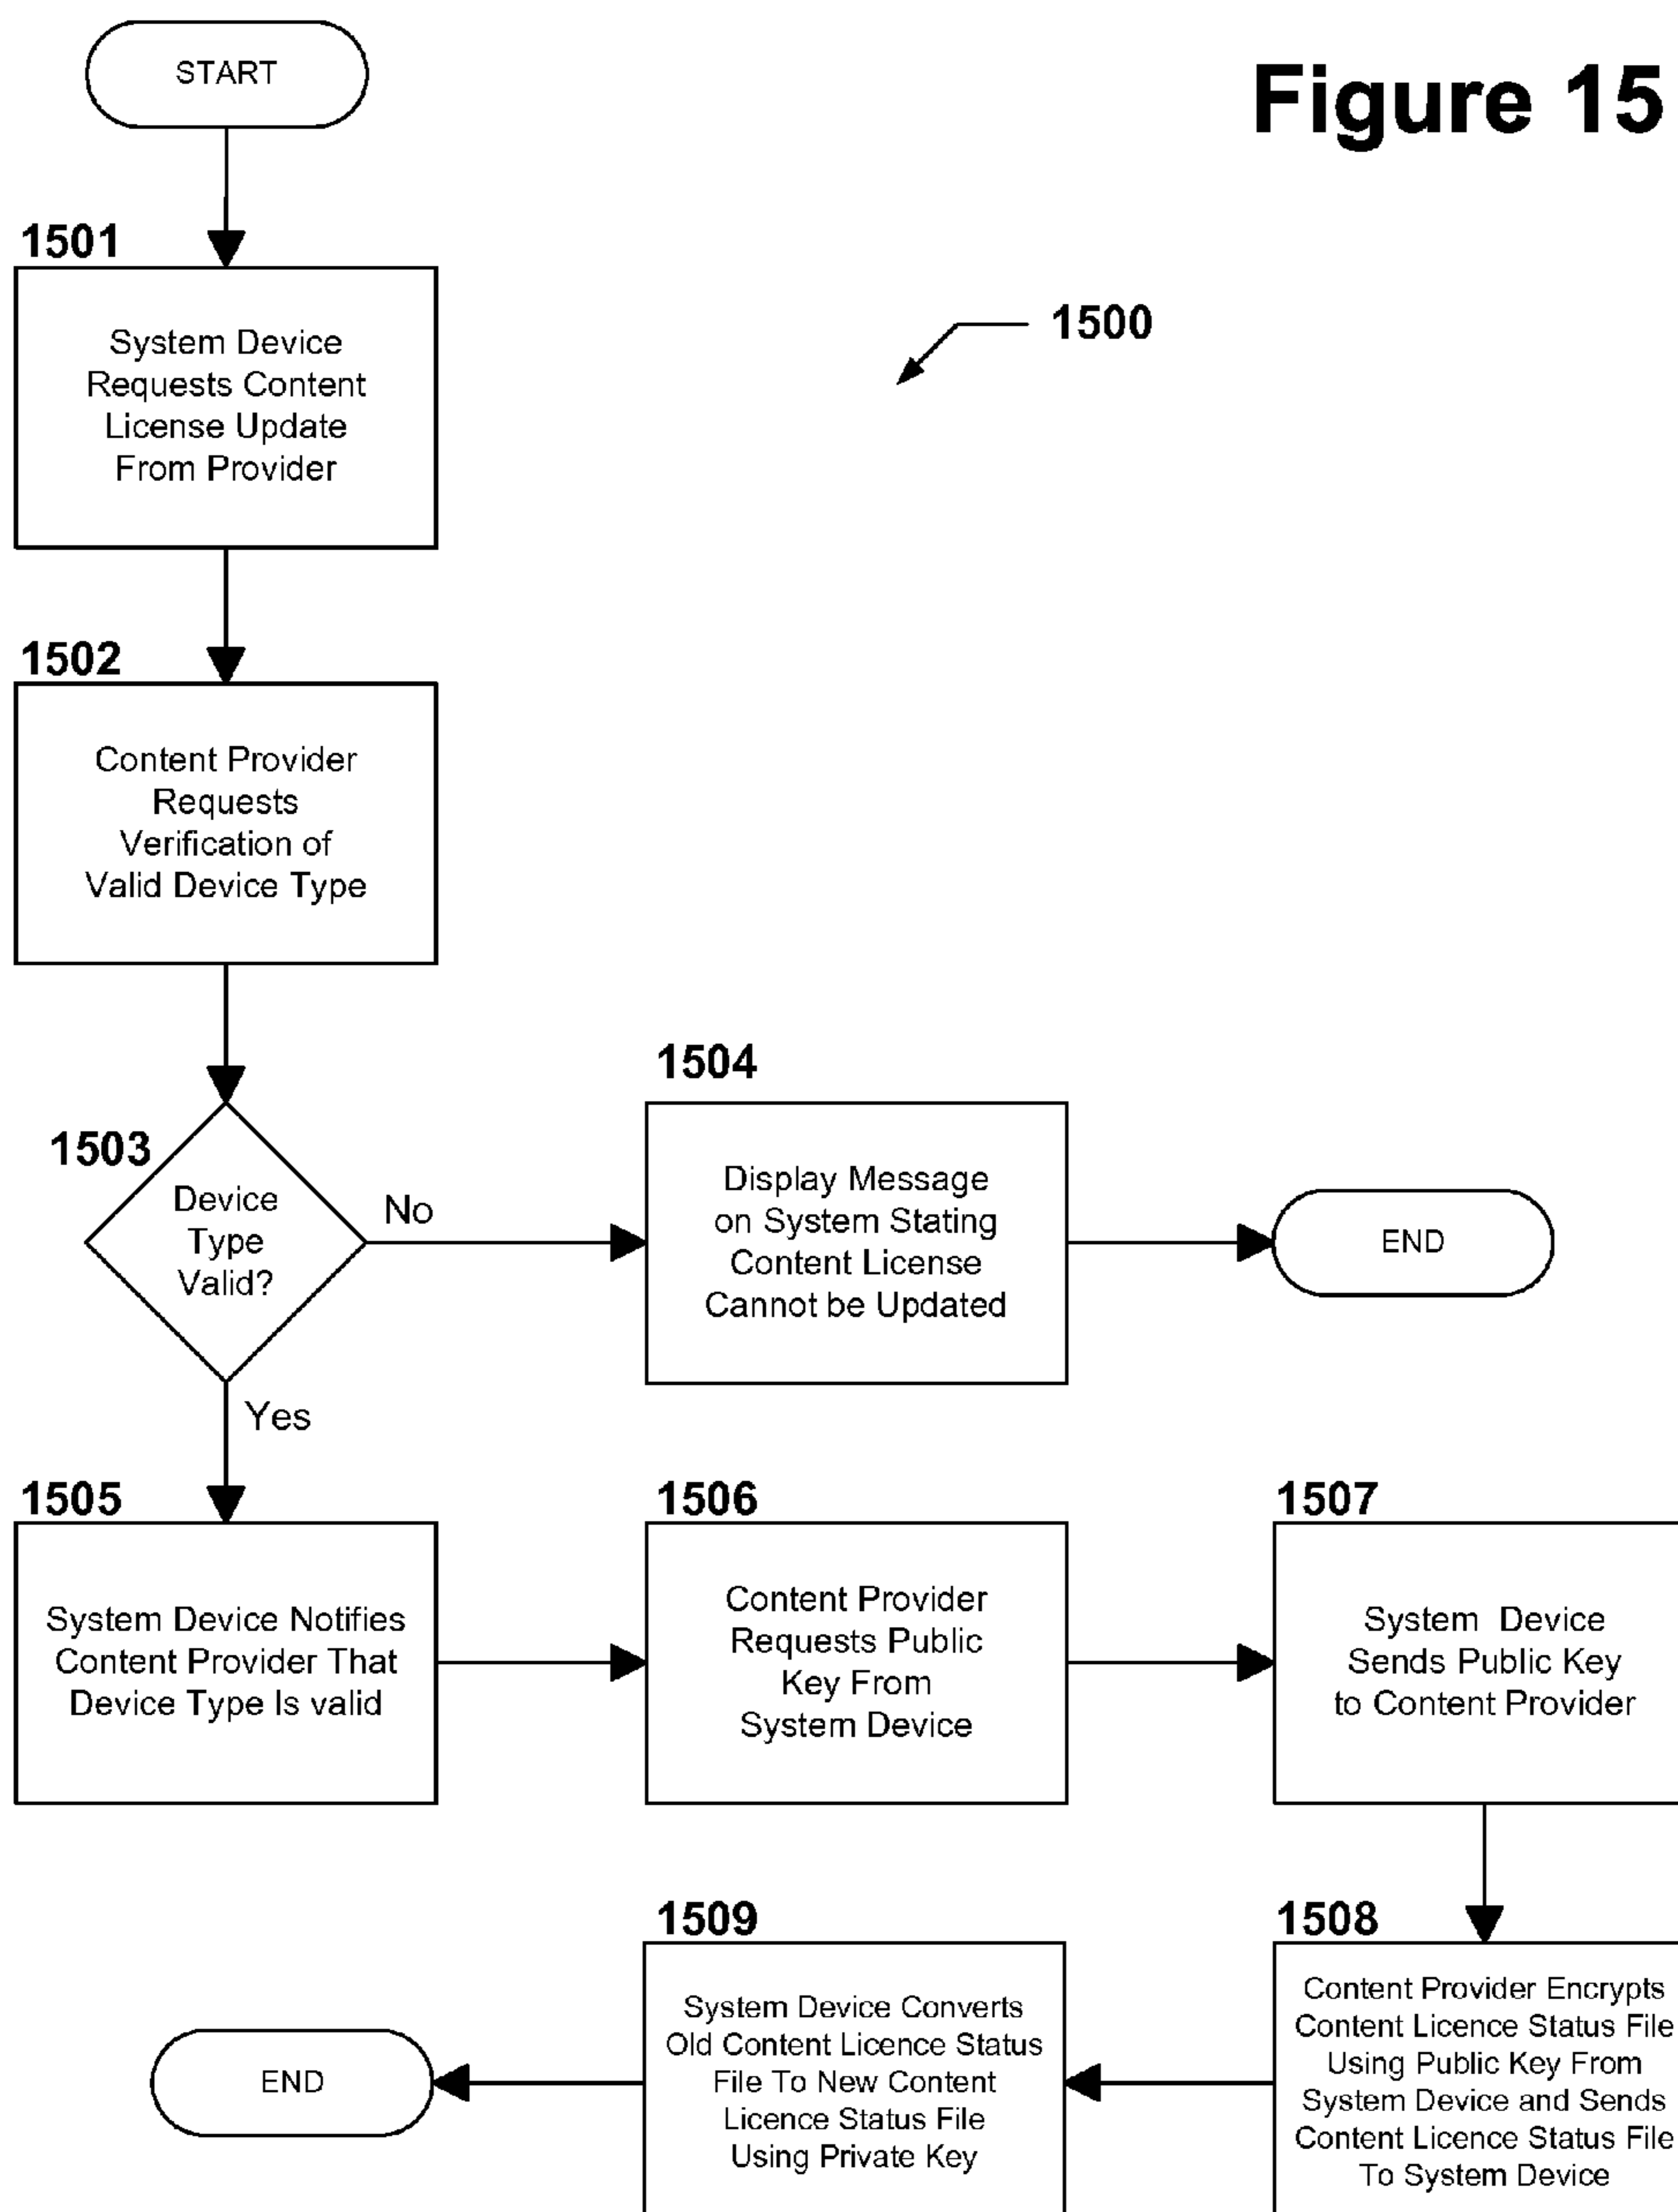 START
Figure 15
1501
System Device
Requests Content
License Update
From Provider
1500
1502
Content Provider
Requests
Verification of
Valid Device Type
1503
Device
Type
Valid?
No
Yes
1504
Display Message
on System Stating
Content License
Cannot be Updated
END
1505
System Device Notifies
Content Provider That
Device Type Is valid
1506
Content Provider
Requests Public
Key From
System Device
1507
System Device
Sends Public Key
to Content Provider
1508
Content Provider Encrypts
Content Licence Status File
Using Public Key From
System Device and Sends
Content Licence Status File
To System Device
1509
System Device Converts
Old Content Licence Status
File To New Content
Licence Status File
Using Private Key
END